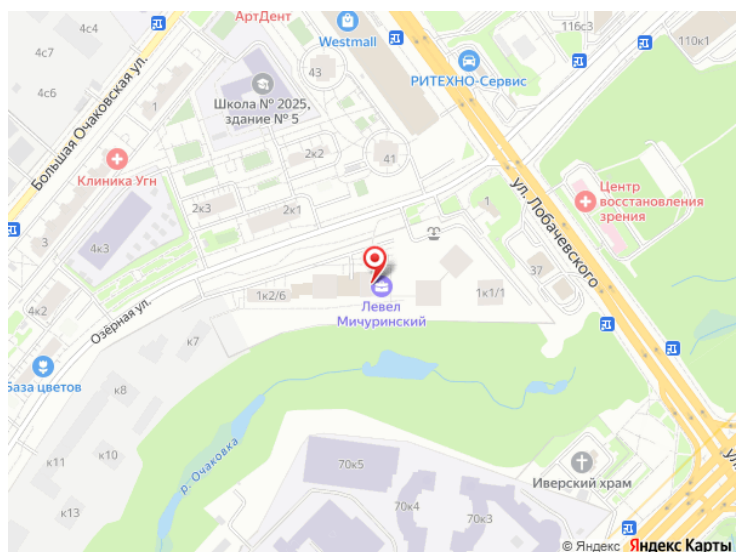 4с4
АртДент
Westmall
3с3
110к1
4с7
43
РИТЕХНО-Сервис
4с6
Школа № 2025,
здание № 5
1
Большая Очаковская ул.
2к2
41
Клиника Угн
ул. Лобачевского
Центр
восстановления
зрения
2к3
2к1
1
3
4к3
37
1к2/6
1к1/1
Левел
Мичуринский
4к2
Озёрная ул.
к7
База цветов
к8
к10
к11
р. Очаковка
70к5
Иверский храм
70к4
70к3
к13
© Яндекс Яндекс Карты